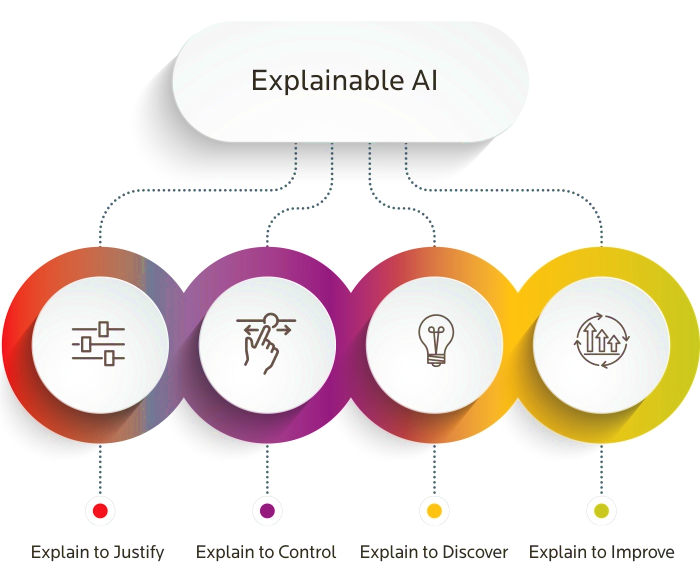 Explainable AI
Explain to Justify
Explain to Control
Explain to Discover
Explain to Improve